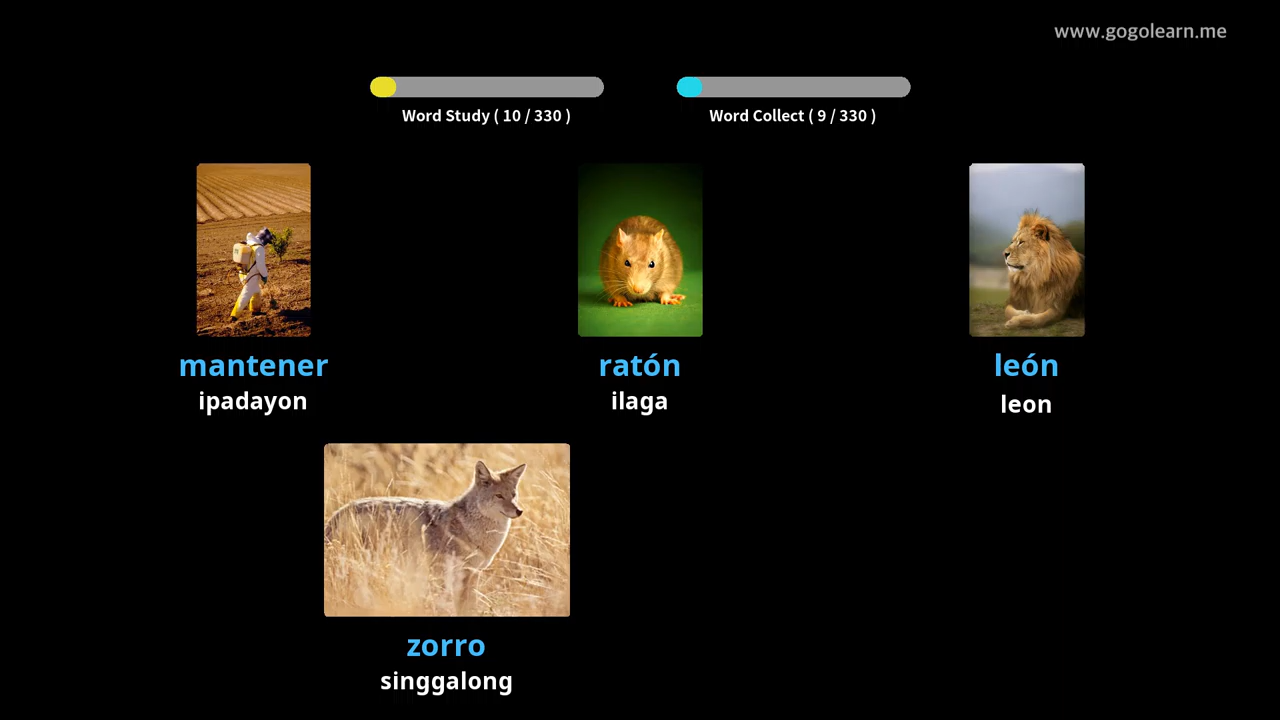 www.gogolearn.me
Word Study ( 10 / 330 )
Word Collect ( 9 / 330 )
mantener
ipadayon
ratón
ilaga
león
leon
zorro
singgalong